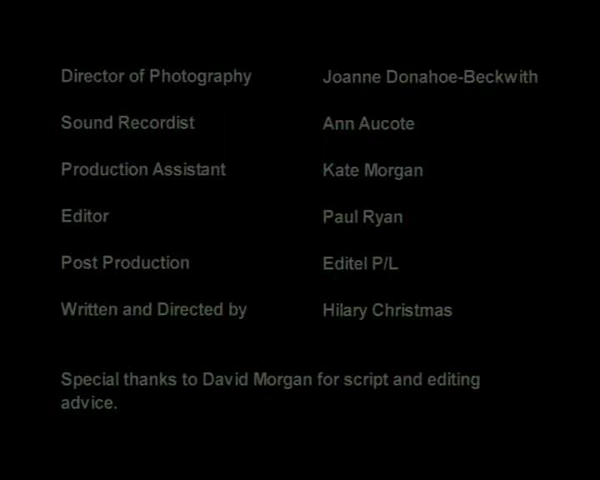 Director of Photography Joanne Donahoe-Beckwith
Sound Recordist Ann Aucote
Production Assistant Kate Morgan
Editor Paul Ryan
Post Production Editel P/L
Written and Directed by Hilary Christmas
Special thanks to David Morgan for script and editing
advice.